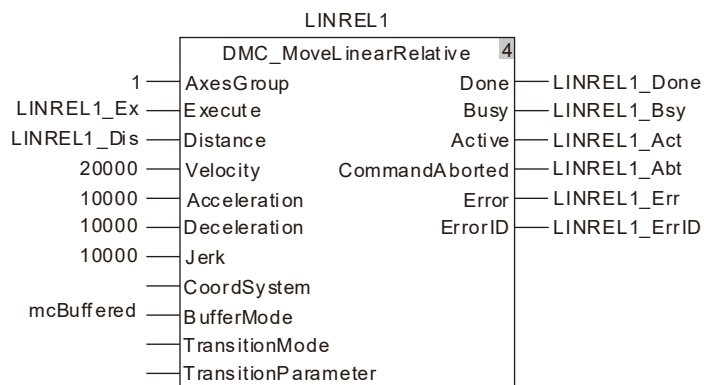 LINREL1
DMC_MoveLinearRelative 4
1 AxesGroup Done LINREL1_Done
LINREL1_Ex Execute Busy LINREL1_Bsy
LINREL1_Dis Distance Active LINREL1_Act
20000 Velocity CommandAborted LINREL1_Abt
10000 Acceleration Error LINREL1_Err
10000 Deceleration ErrorID LINREL1_ErrID
10000 Jerk
CoordSystem
mcBuffered BufferMode
TransitionMode
TransitionParameter